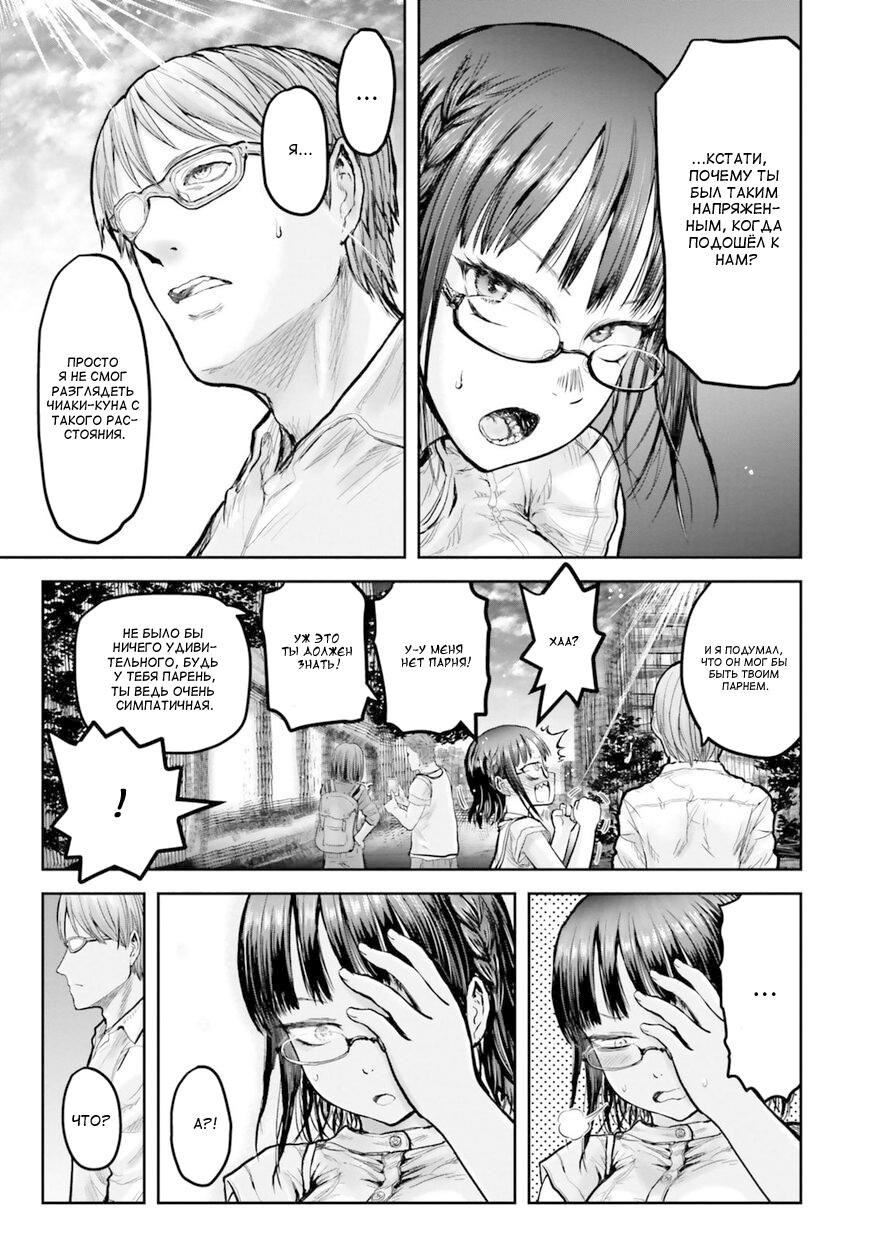 ...КСТАТИ,
ПОЧЕМУ ТЫ
БЫЛ ТАКИМ
НАПРЯЖЕН-
НЫМ, КОГДА
ПОДОШЁЛ К
НАМ?
...
Я...
ПРОСТО
Я НЕ СМОГ
РАЗГЛЯДЕТЬ
ЧИАКИ-КУНА С
ТАКОГО РАС-
СТОЯНИЯ.
И Я ПОДУМАЛ,
ЧТО ОН МОГ БЫ
БЫТЬ ТВОИМ
ПАРНЕМ.
ХАА?
У-У МЕНЯ
НЕТ ПАРНЯ!
УЖ ЭТО
ТЫ ДОЛЖЕН
ЗНАТЬ!
НЕ БЫЛО БЫ
НИЧЕГО УДИВИ-
ТЕЛЬНОГО, БУДЬ
У ТЕБЯ ПАРЕНЬ,
ТЫ ВЕДЬ ОЧЕНЬ
СИМПАТИЧНАЯ.
!
...
А?!
ЧТО?